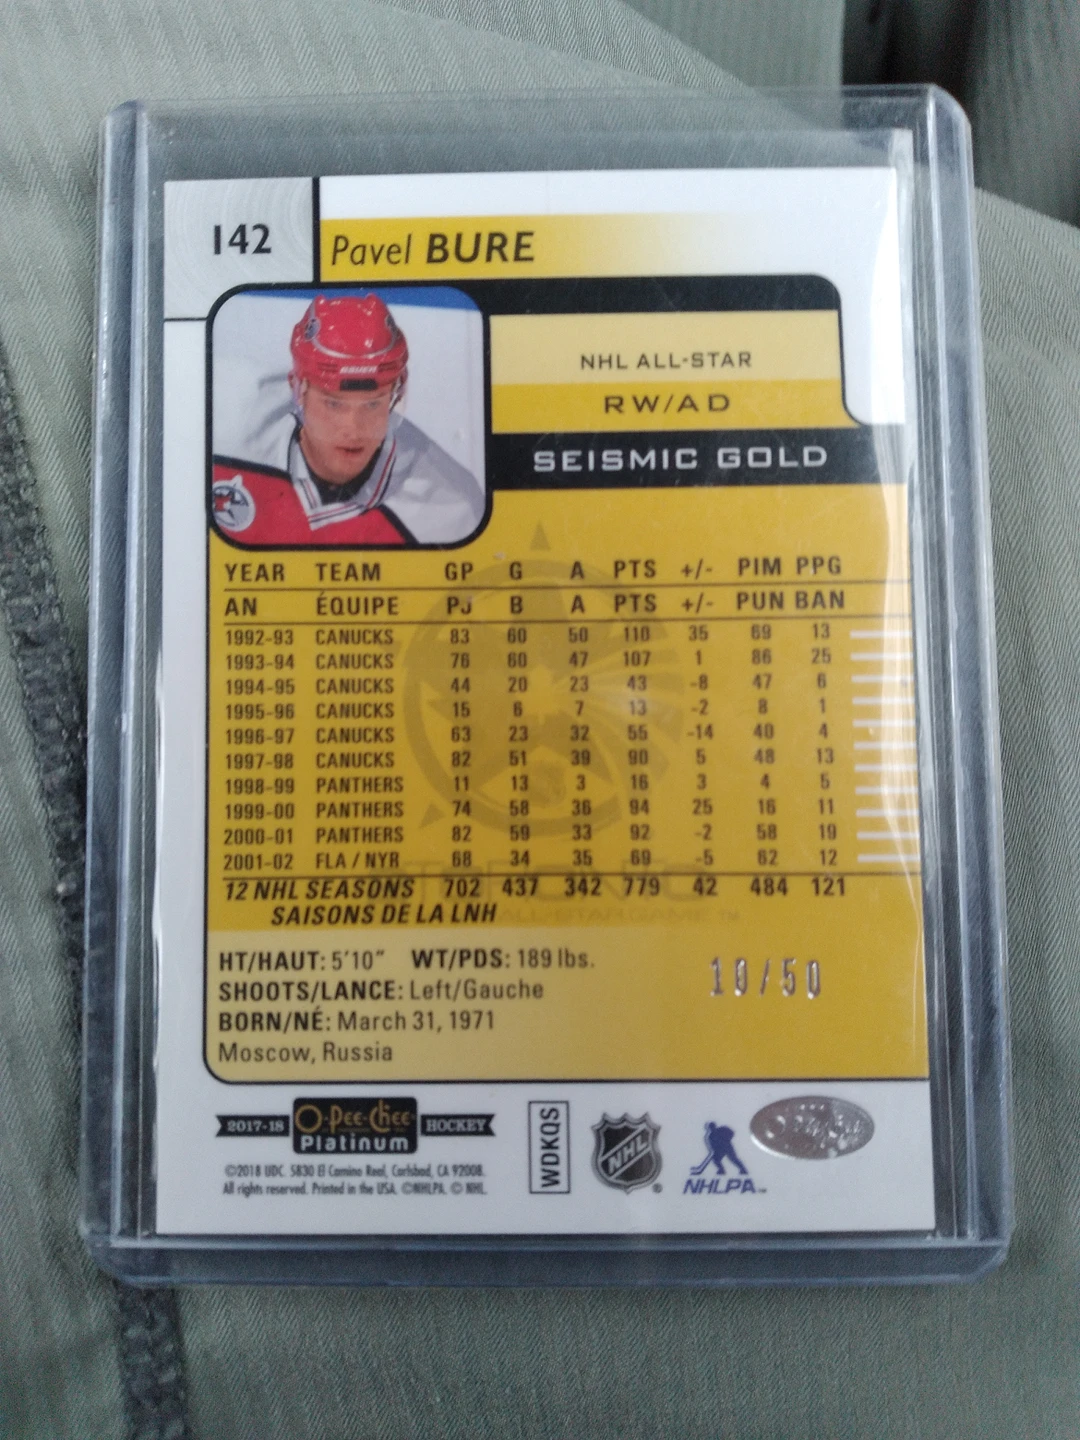 142
Pavel BURE
BAUER
NHL ALL-STAR
RW/AD
SEISMIC GOLD
YEAR TEAM GP G A PTS +/- PIM PPG
AN ÉQUIPE PJ B A PTS +/- PUN BAN
1992-93 CANUCKS 83 60 50 110 35 69 13
1993-94 CANUCKS 76 60 47 107 1 86 25
1994-95 CANUCKS 44 20 23 43 -8 47 6
1995-96 CANUCKS 15 6 7 13 -2 8 1
1996-97 CANUCKS 63 23 32 55 -14 40 4
1997-98 CANUCKS 82 51 39 90 5 48 13
1998-99 PANTHERS 11 13 3 16 3 4 5
1999-00 PANTHERS 74 58 36 94 25 16 11
2000-01 PANTHERS 82 59 33 92 -2 58 19
2001-02 FLA / NYR 68 34 35 69 -5 62 12
12 NHL SEASONS 702 437 342 779 42 484 121
SAISONS DE LA LNH
ALL-STAR GAME™
HT/HAUT: 5'10" WT/PDS: 189 lbs.
SHOOTS/LANCE: Left/Gauche
BORN/NÉ: March 31, 1971
Moscow, Russia
10/50
2017-18 O-Pee-Chee Platinum HOCKEY
©2018 UDC. 5830 El Camino Real, Carlsbad, CA 92008.
All rights reserved. Printed in the USA. ©NHLPA. © NHL.
WDKQS
NHL ®
NHLPA™